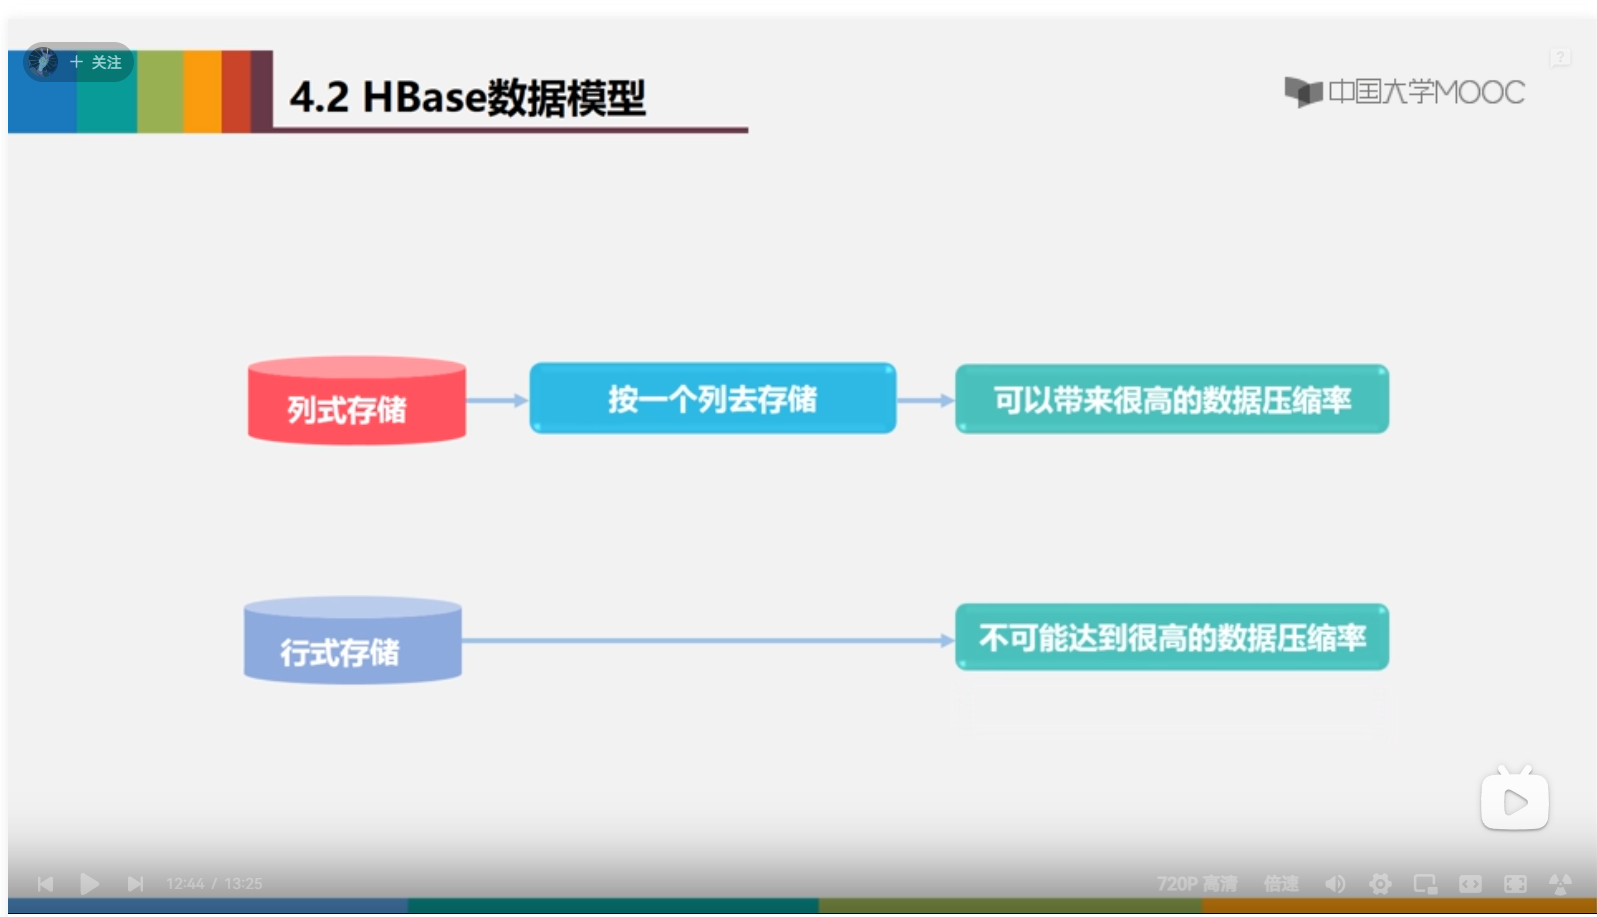 + 关注
4.2 HBase数据模型
中国大学MOOC
列式存储
按一个列去存储
可以带来很高的数据压缩率
行式存储
不可能达到很高的数据压缩率
12:44 / 13:25
720P 高清
倍速